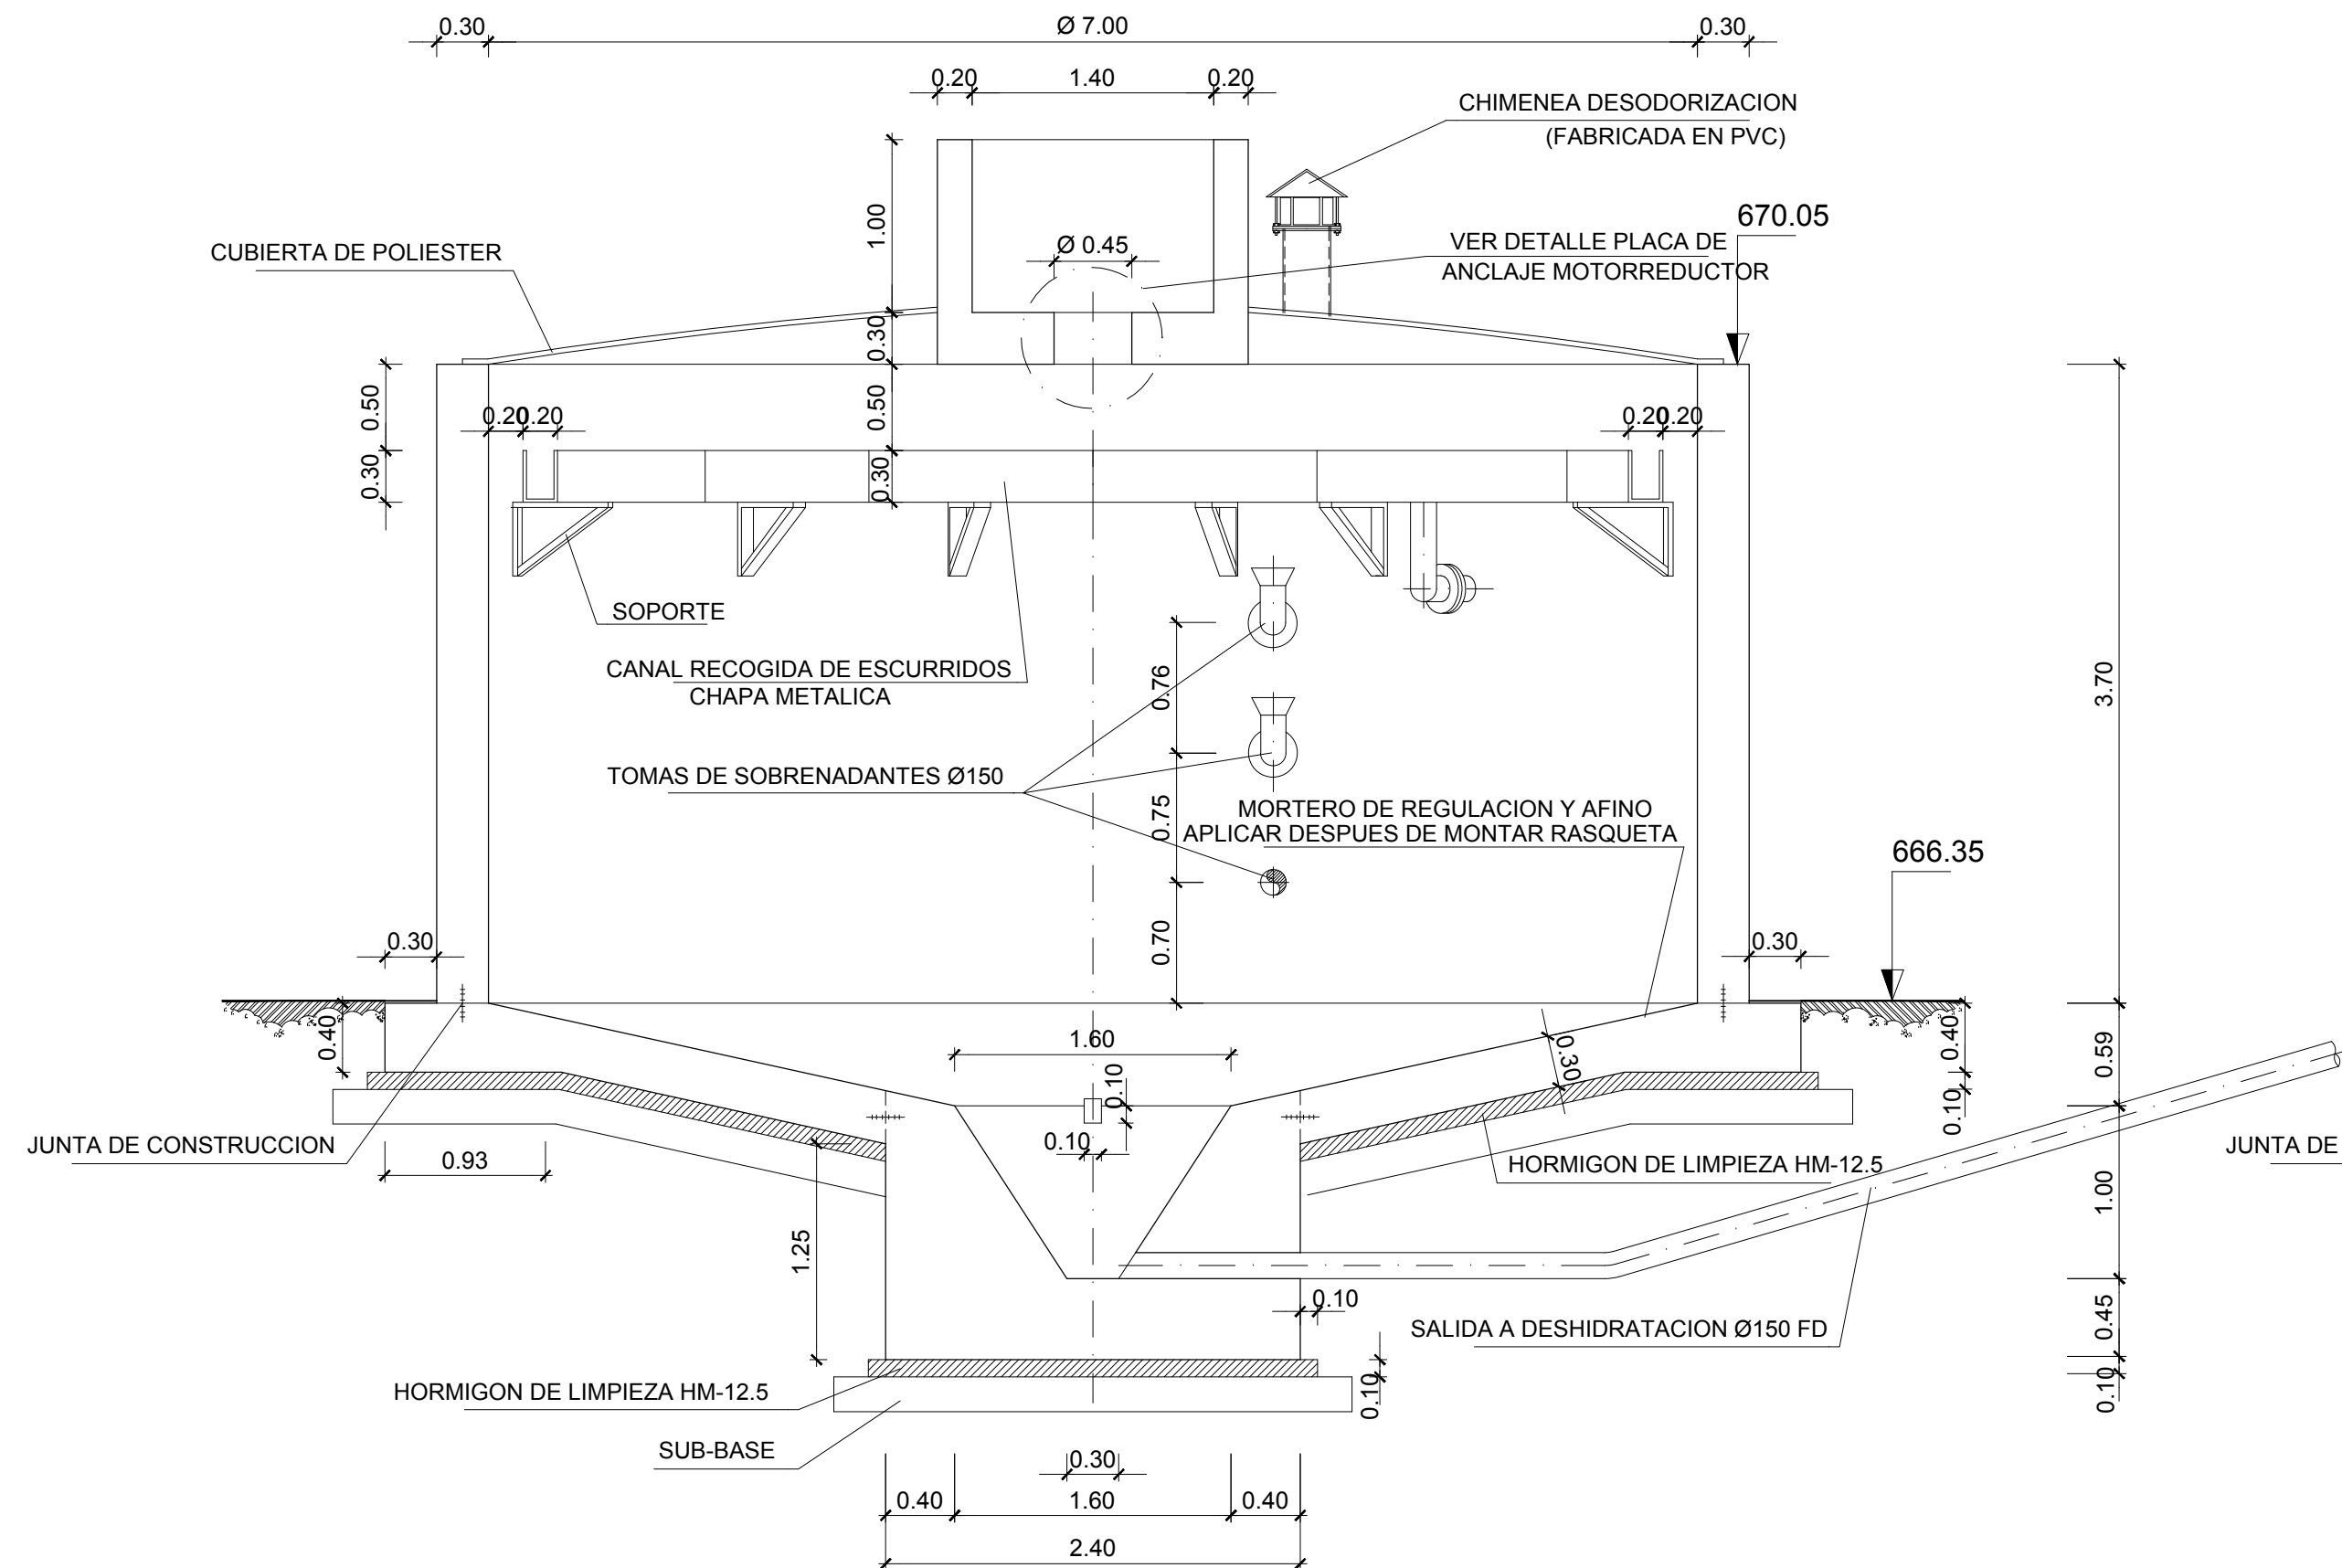 0.30
Ø 7.00
0.30
0.20
1.40
0.20
CHIMENEA DESODORIZACION
(FABRICADA EN PVC)
1.00
670.05
CUBIERTA DE POLIESTER
Ø 0.45
VER DETALLE PLACA DE
ANCLAJE MOTORREDUCTOR
0.30
0.50
0.50
0.20
0.20
0.20
0.20
0.30
0.30
SOPORTE
CANAL RECOGIDA DE ESCURRIDOS
CHAPA METALICA
0.76
3.70
TOMAS DE SOBRENADANTES Ø150
0.75
MORTERO DE REGULACION Y AFINO
APLICAR DESPUES DE MONTAR RASQUETA
666.35
0.70
0.30
0.30
0.40
1.60
0.30
0.40
0.59
0.10
0.10
JUNTA DE CONSTRUCCION
0.93
0.10
HORMIGON DE LIMPIEZA HM-12.5
JUNTA DE
1.00
1.25
0.10
SALIDA A DESHIDRATACION Ø150 FD
0.45
HORMIGON DE LIMPIEZA HM-12.5
0.10
0.10
SUB-BASE
0.30
0.40
1.60
0.40
2.40